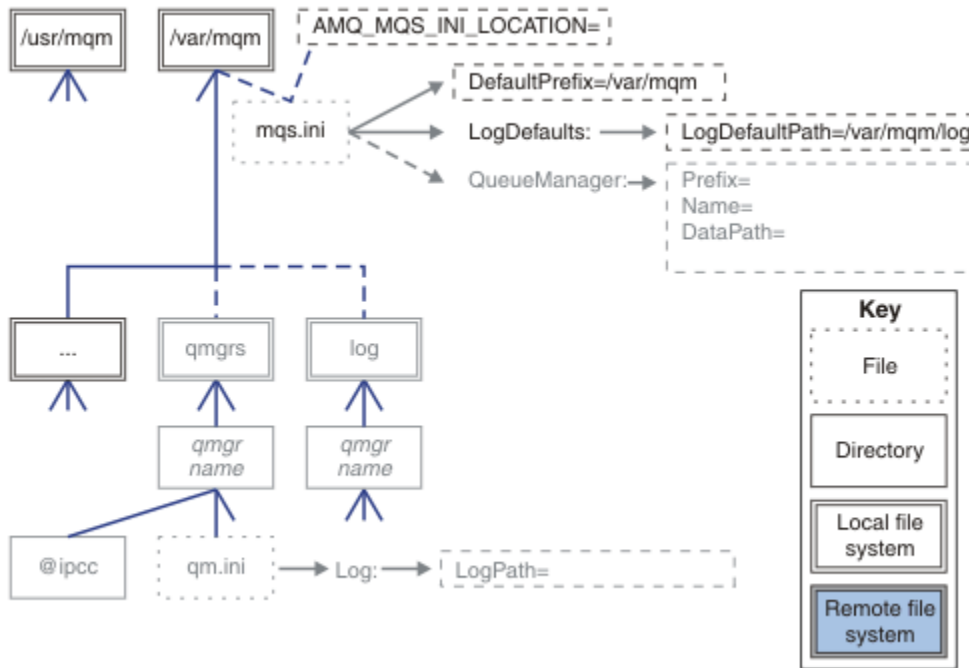 /usr/mqm
/var/mqm
AMQ_MQS_INI_LOCATION=
DefaultPrefix=/var/mqm
mqs.ini
LogDefaults:
LogDefaultPath=/var/mqm/log
QueueManager:
Prefix=
Name=
DataPath=
...
qmgrs
log
qmgr
name
qmgr
name
@ipcc
qm.ini
Log:
LogPath=
Key
File
Directory
Local file
system
Remote file
system